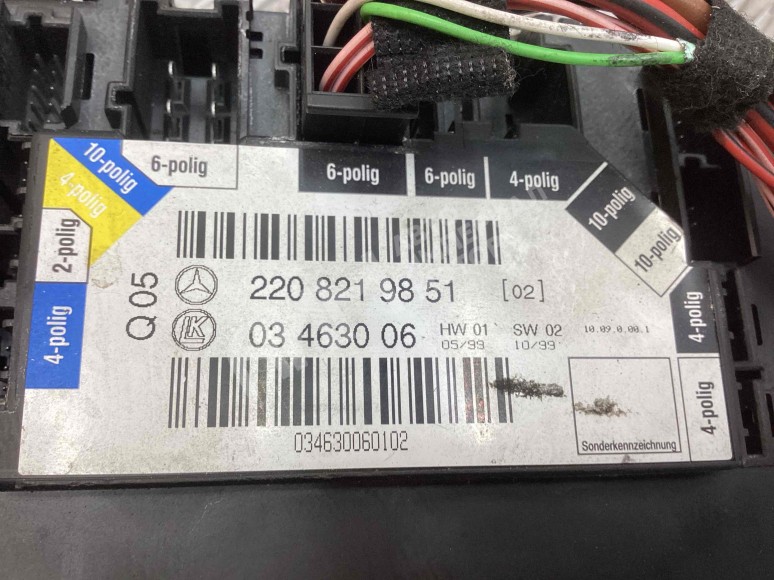 10-polig
4-polig
2-polig
4-polig
6-polig
6-polig
6-polig
4-polig
10-polig
10-polig
4-polig
4-polig
Q 05
220 821 98 51 [02]
LK
03 4630 06 HW 01 SW 02 10.09.0.00.1
05/99 10/99
034630060102
Sonderkennzeichnung